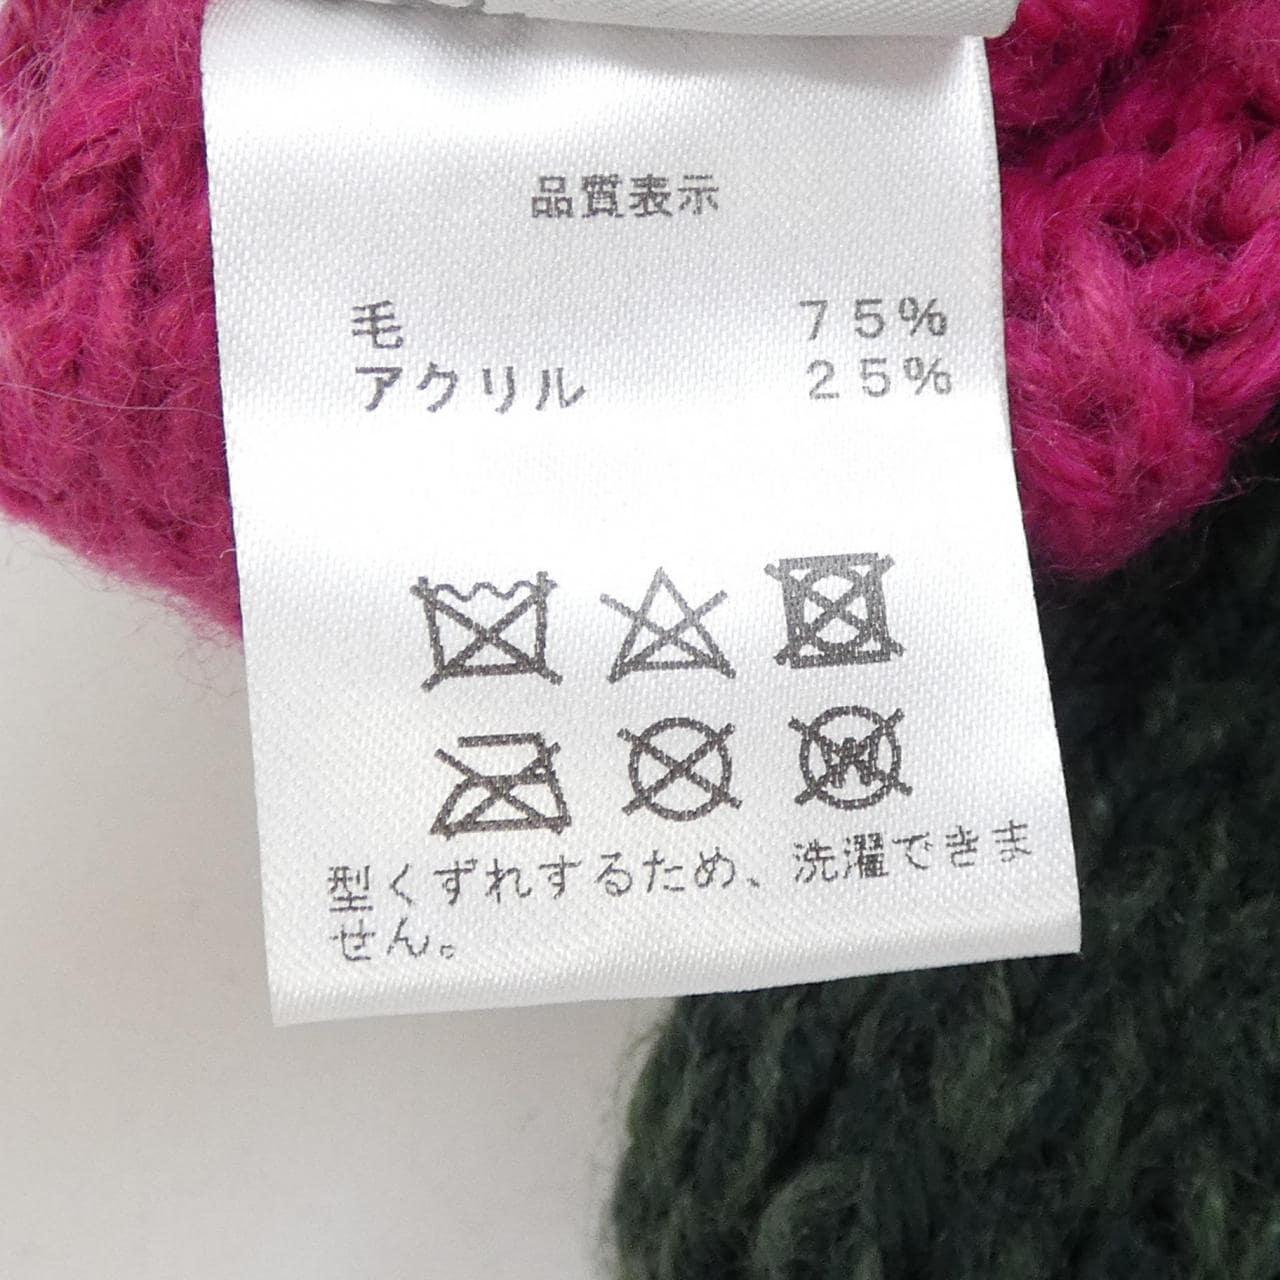 品質表示
毛 75%
アクリル 25%
W
型くずれするため、洗濯できま
せん。